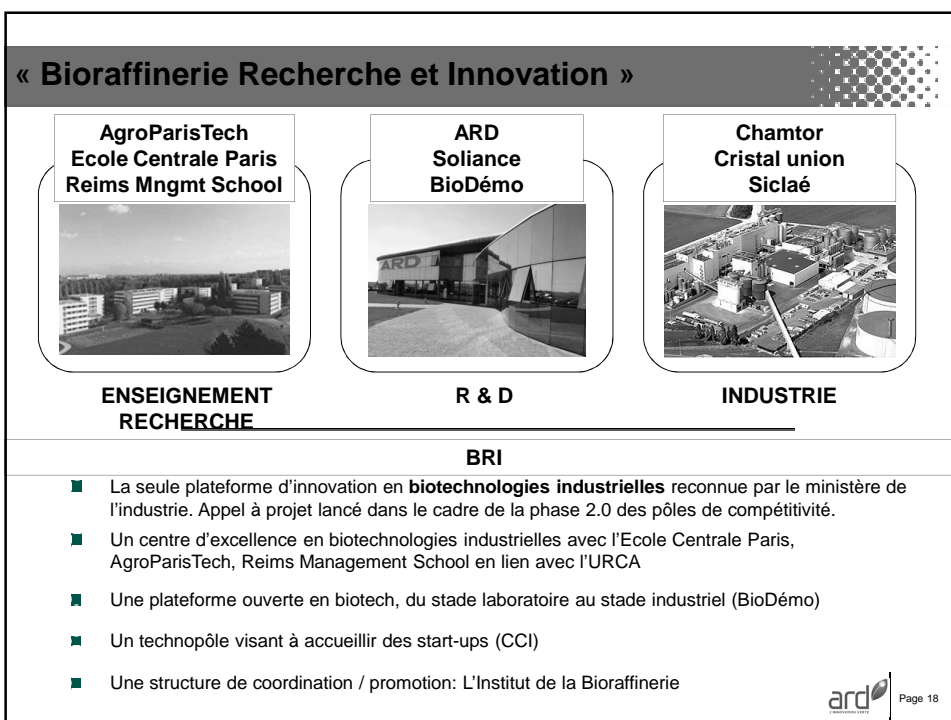 « Bioraffinerie Recherche et Innovation »
AgroParisTech
Ecole Centrale Paris
Reims Mngmt School
ARD
Soliance
BioDémo
Chamtor
Cristal union
Siclaé
ARD
ENSEIGNEMENT
RECHERCHE
R & D
INDUSTRIE
BRI
La seule plateforme d'innovation en biotechnologies industrielles reconnue par le ministère de
l'industrie. Appel à projet lancé dans le cadre de la phase 2.0 des pôles de compétitivité.
Un centre d'excellence en biotechnologies industrielles avec l'Ecole Centrale Paris,
AgroParisTech, Reims Management School en lien avec l'URCA
Une plateforme ouverte en biotech, du stade laboratoire au stade industriel (BioDémo)
Un technopôle visant à accueillir des start-ups (CCI)
Une structure de coordination / promotion: L'Institut de la Bioraffinerie
ard
L'INNOVATION VERTE
Page 18